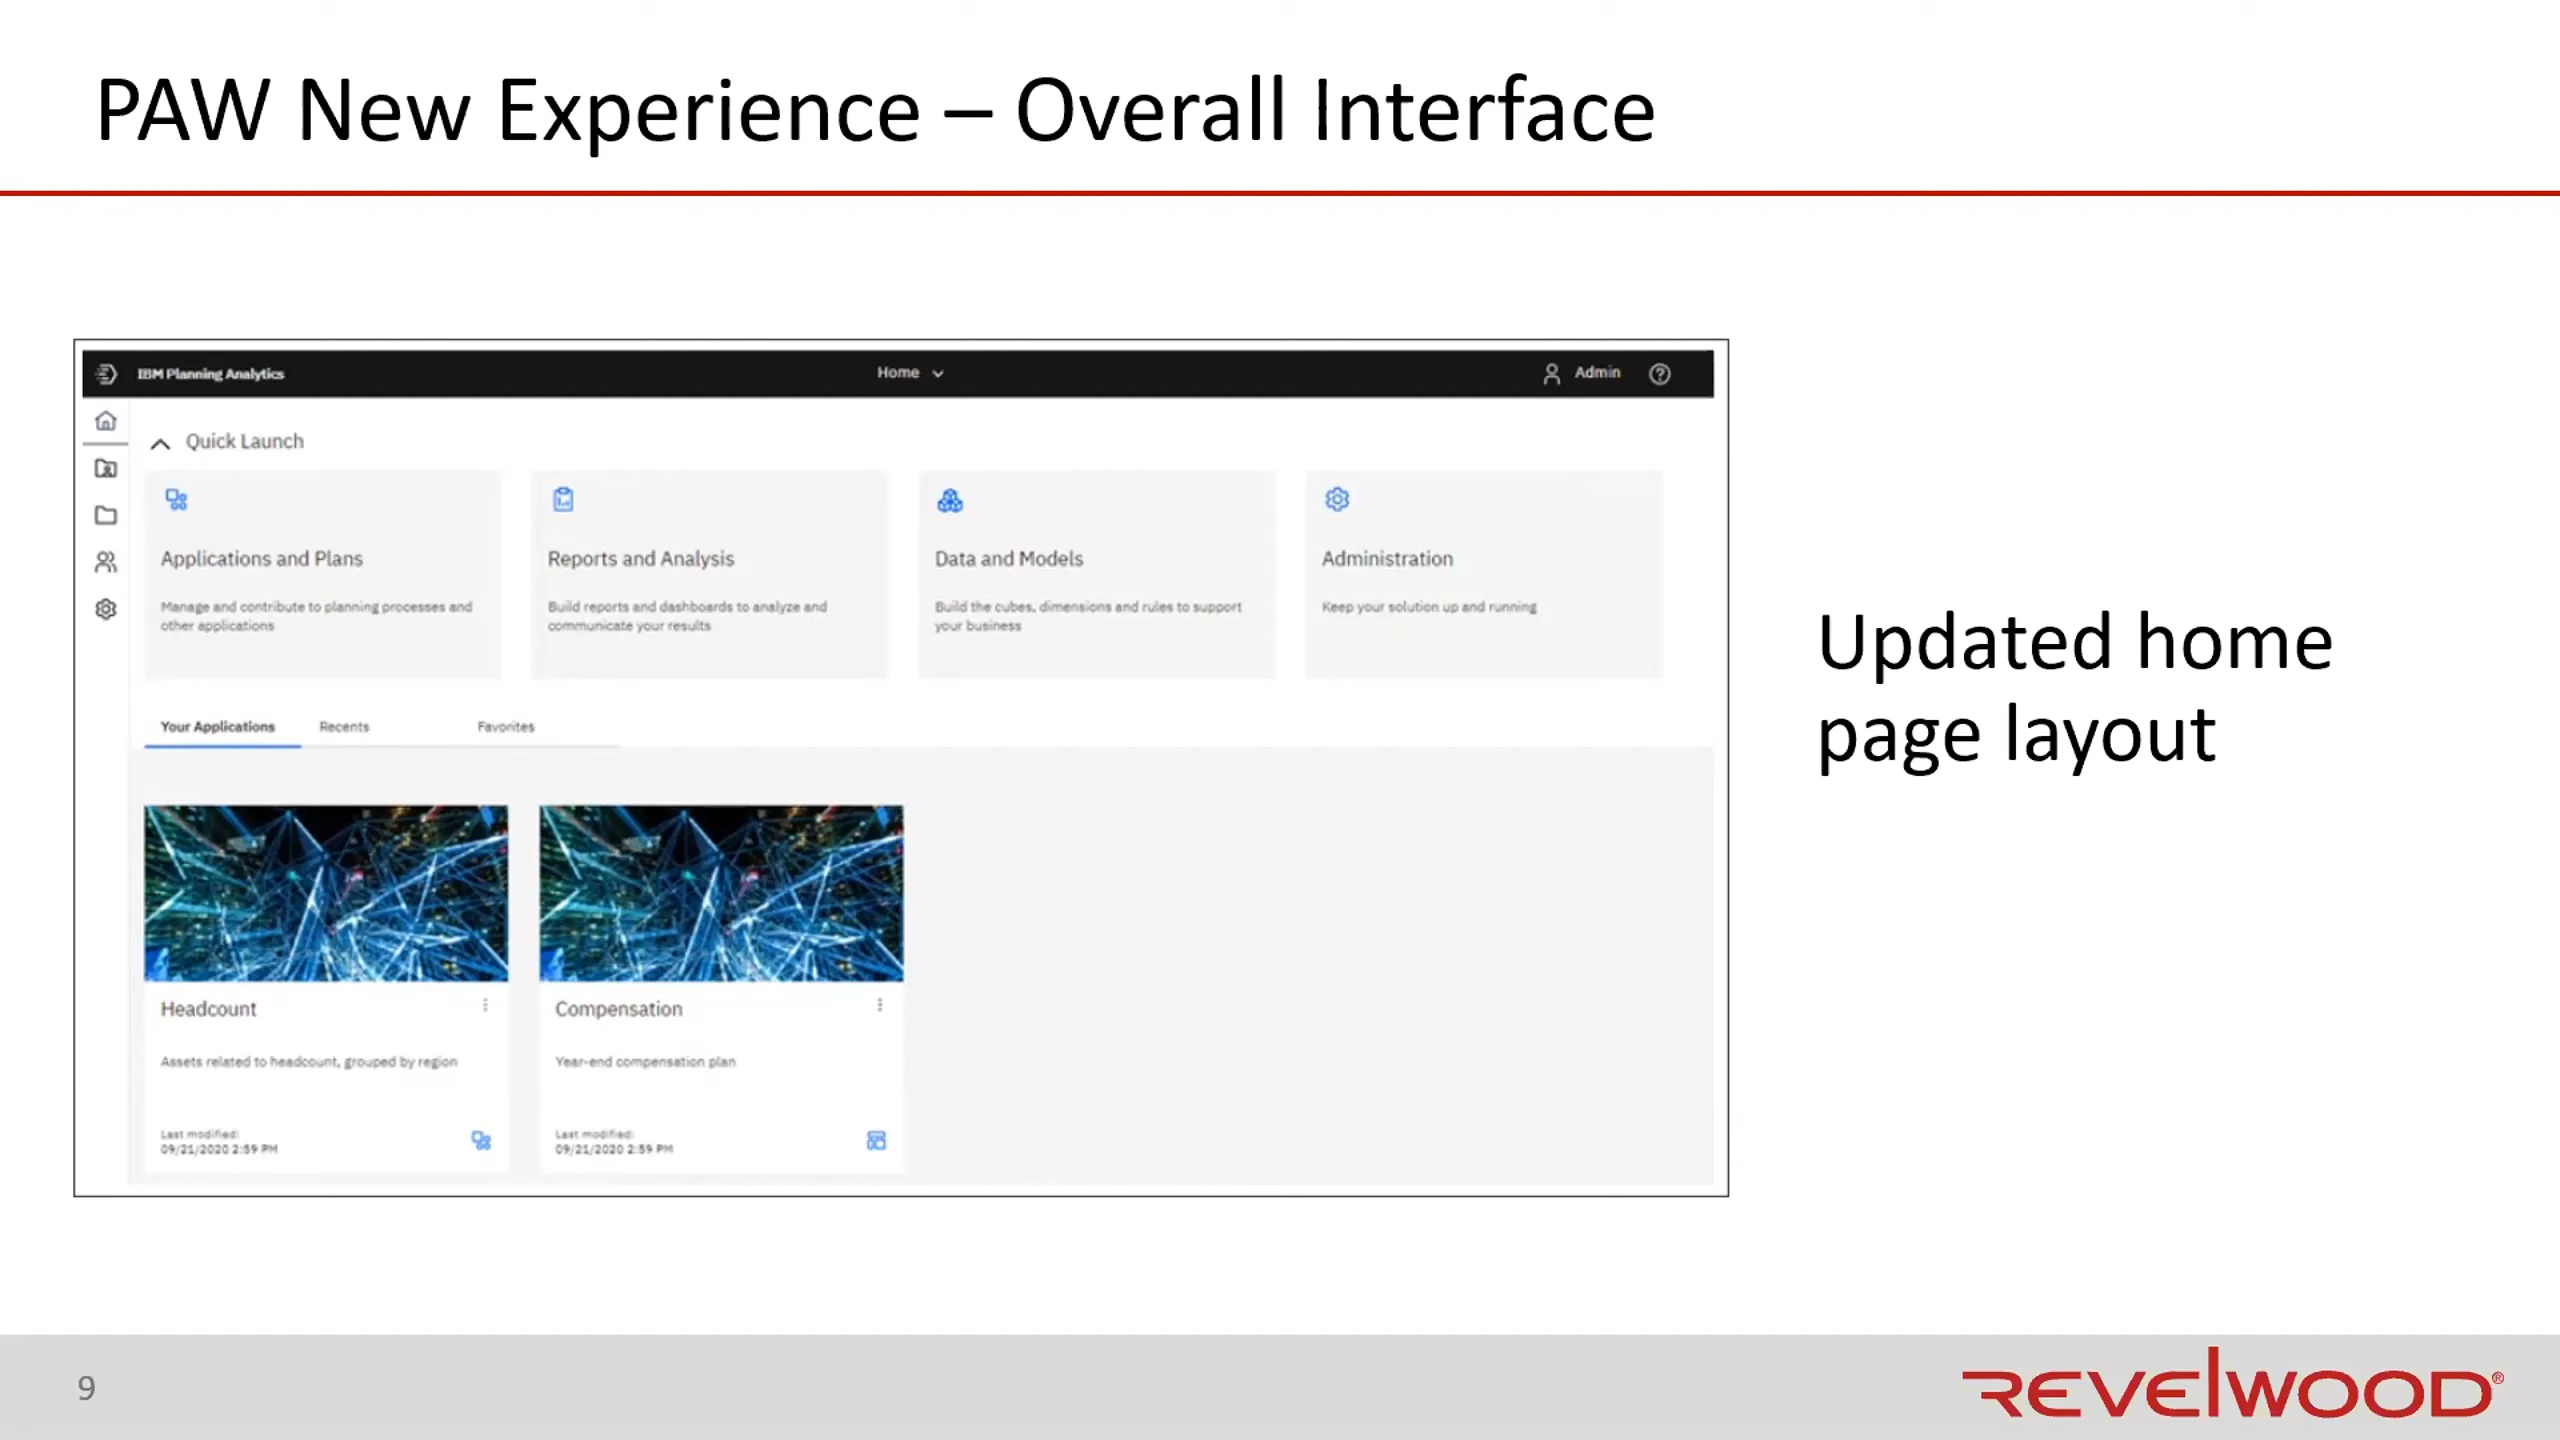 PAW New Experience – Overall Interface
IBM Planning Analytics
Home
Admin
Quick Launch
Applications and Plans
Manage and contribute to planning processes and
other applications
Reports and Analysis
Build reports and dashboards to analyze and
communicate your results
Data and Models
Build the cubes, dimensions and rules to support
your business
Administration
Keep your solution up and running
Your Applications
Recents
Favorites
Headcount
Assets related to headcount, grouped by region
Last modified:
09/21/2020 2:59 PM
Compensation
Year-end compensation plan
Last modified:
09/21/2020 2:59 PM
Updated home
page layout
9
REVELWOOD®